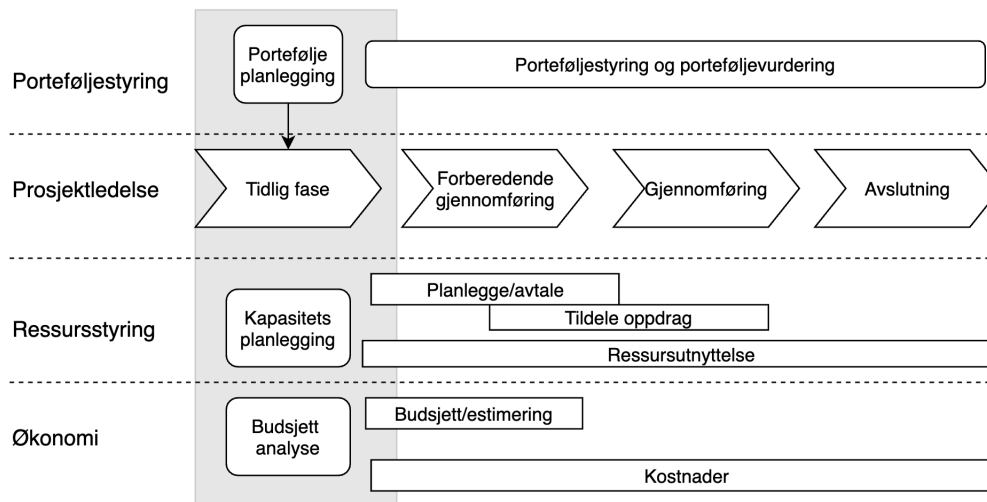 Portefølje
planlegging
Porteføljestyring og porteføljevurdering
Porteføljestyring
Prosjektledelse
Tidlig fase
Forberedende
gjennomføring
Gjennomføring
Avslutning
Planlegge/avtale
Kapasitets
planlegging
Tildele oppdrag
Ressursstyring
Ressursutnyttelse
Budsjett/estimering
Økonomi
Budsjett
analyse
Kostnader